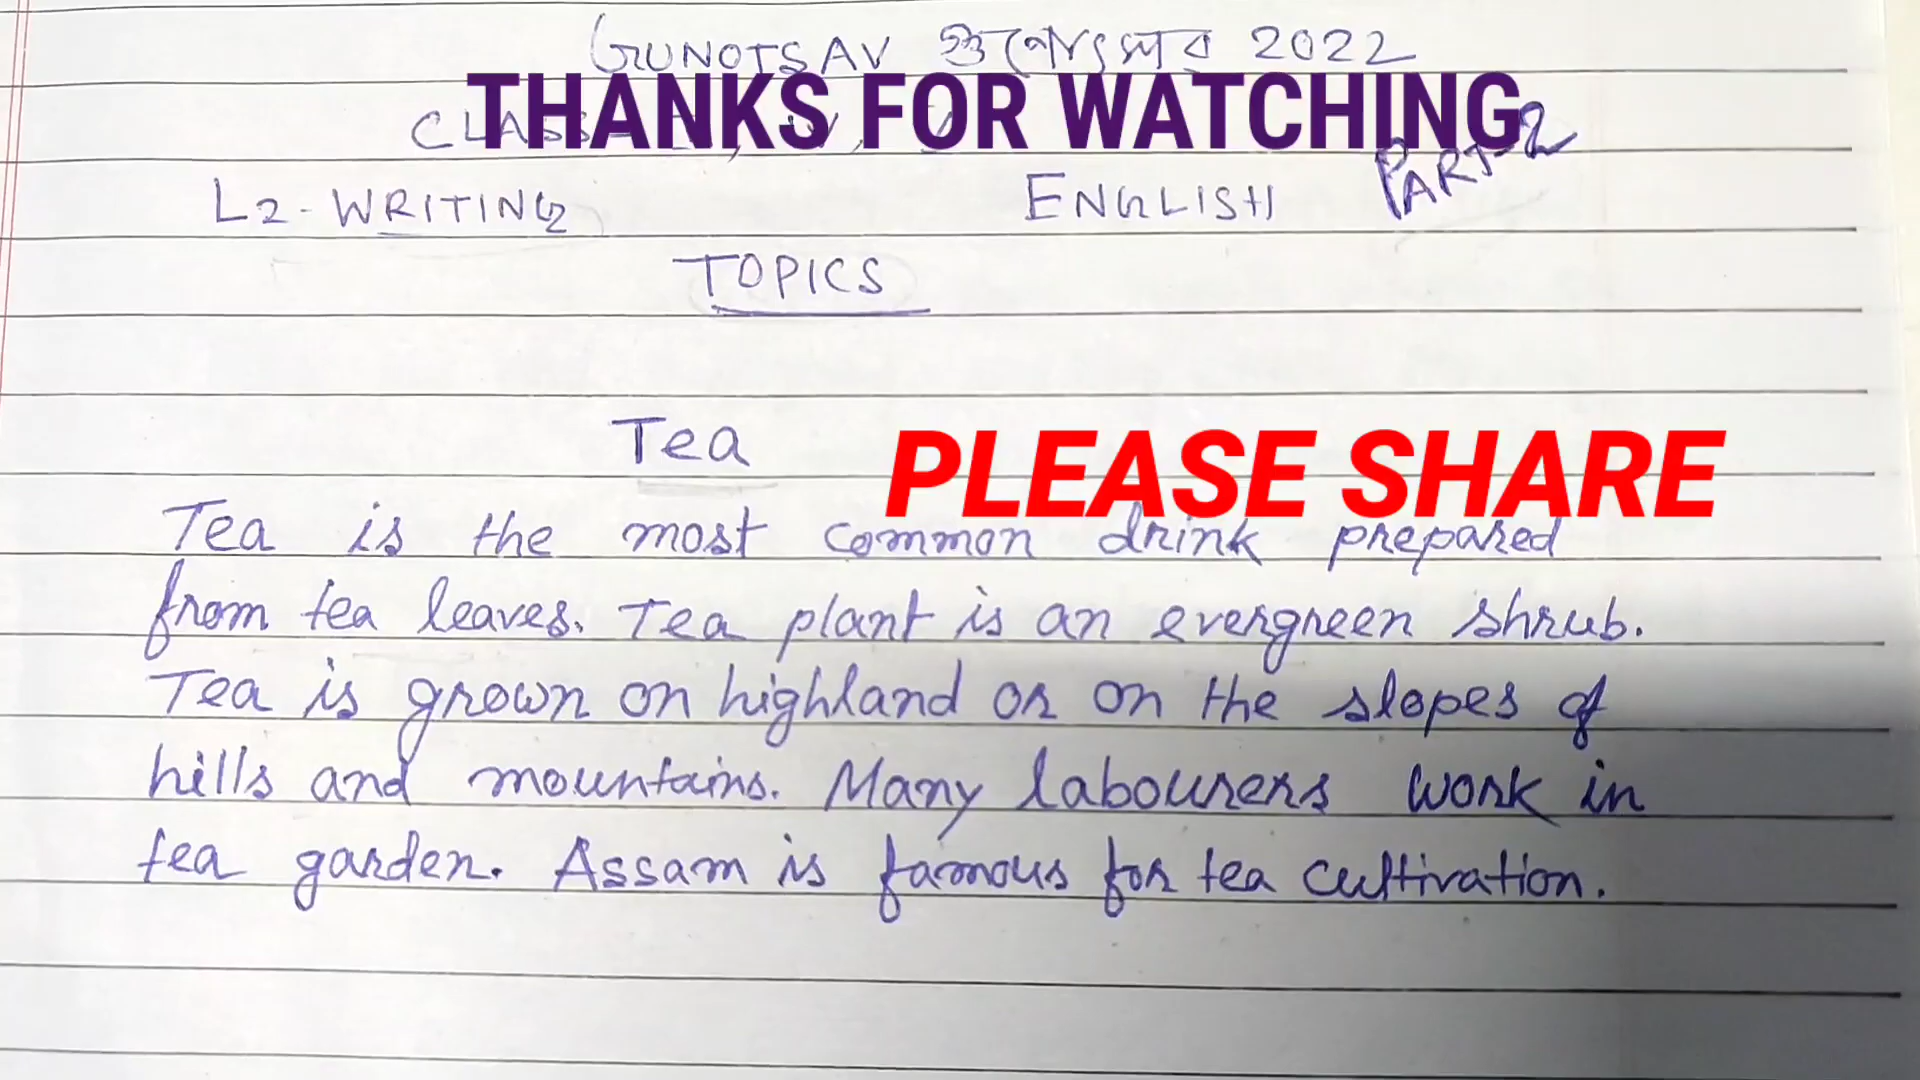 GUNOTSAV গুণোৎসব 2022
THANKS FOR WATCHING
CLASS
PART-2
L2-WRITING ENGLISH
TOPICS
Tea
PLEASE SHARE
Tea is the most common drink prepared
from tea leaves. Tea plant is an evergreen shrub.
Tea is grown on highland or on the slopes of
hills and mountains. Many labourers work in
tea garden. Assam is famous for tea cultivation.